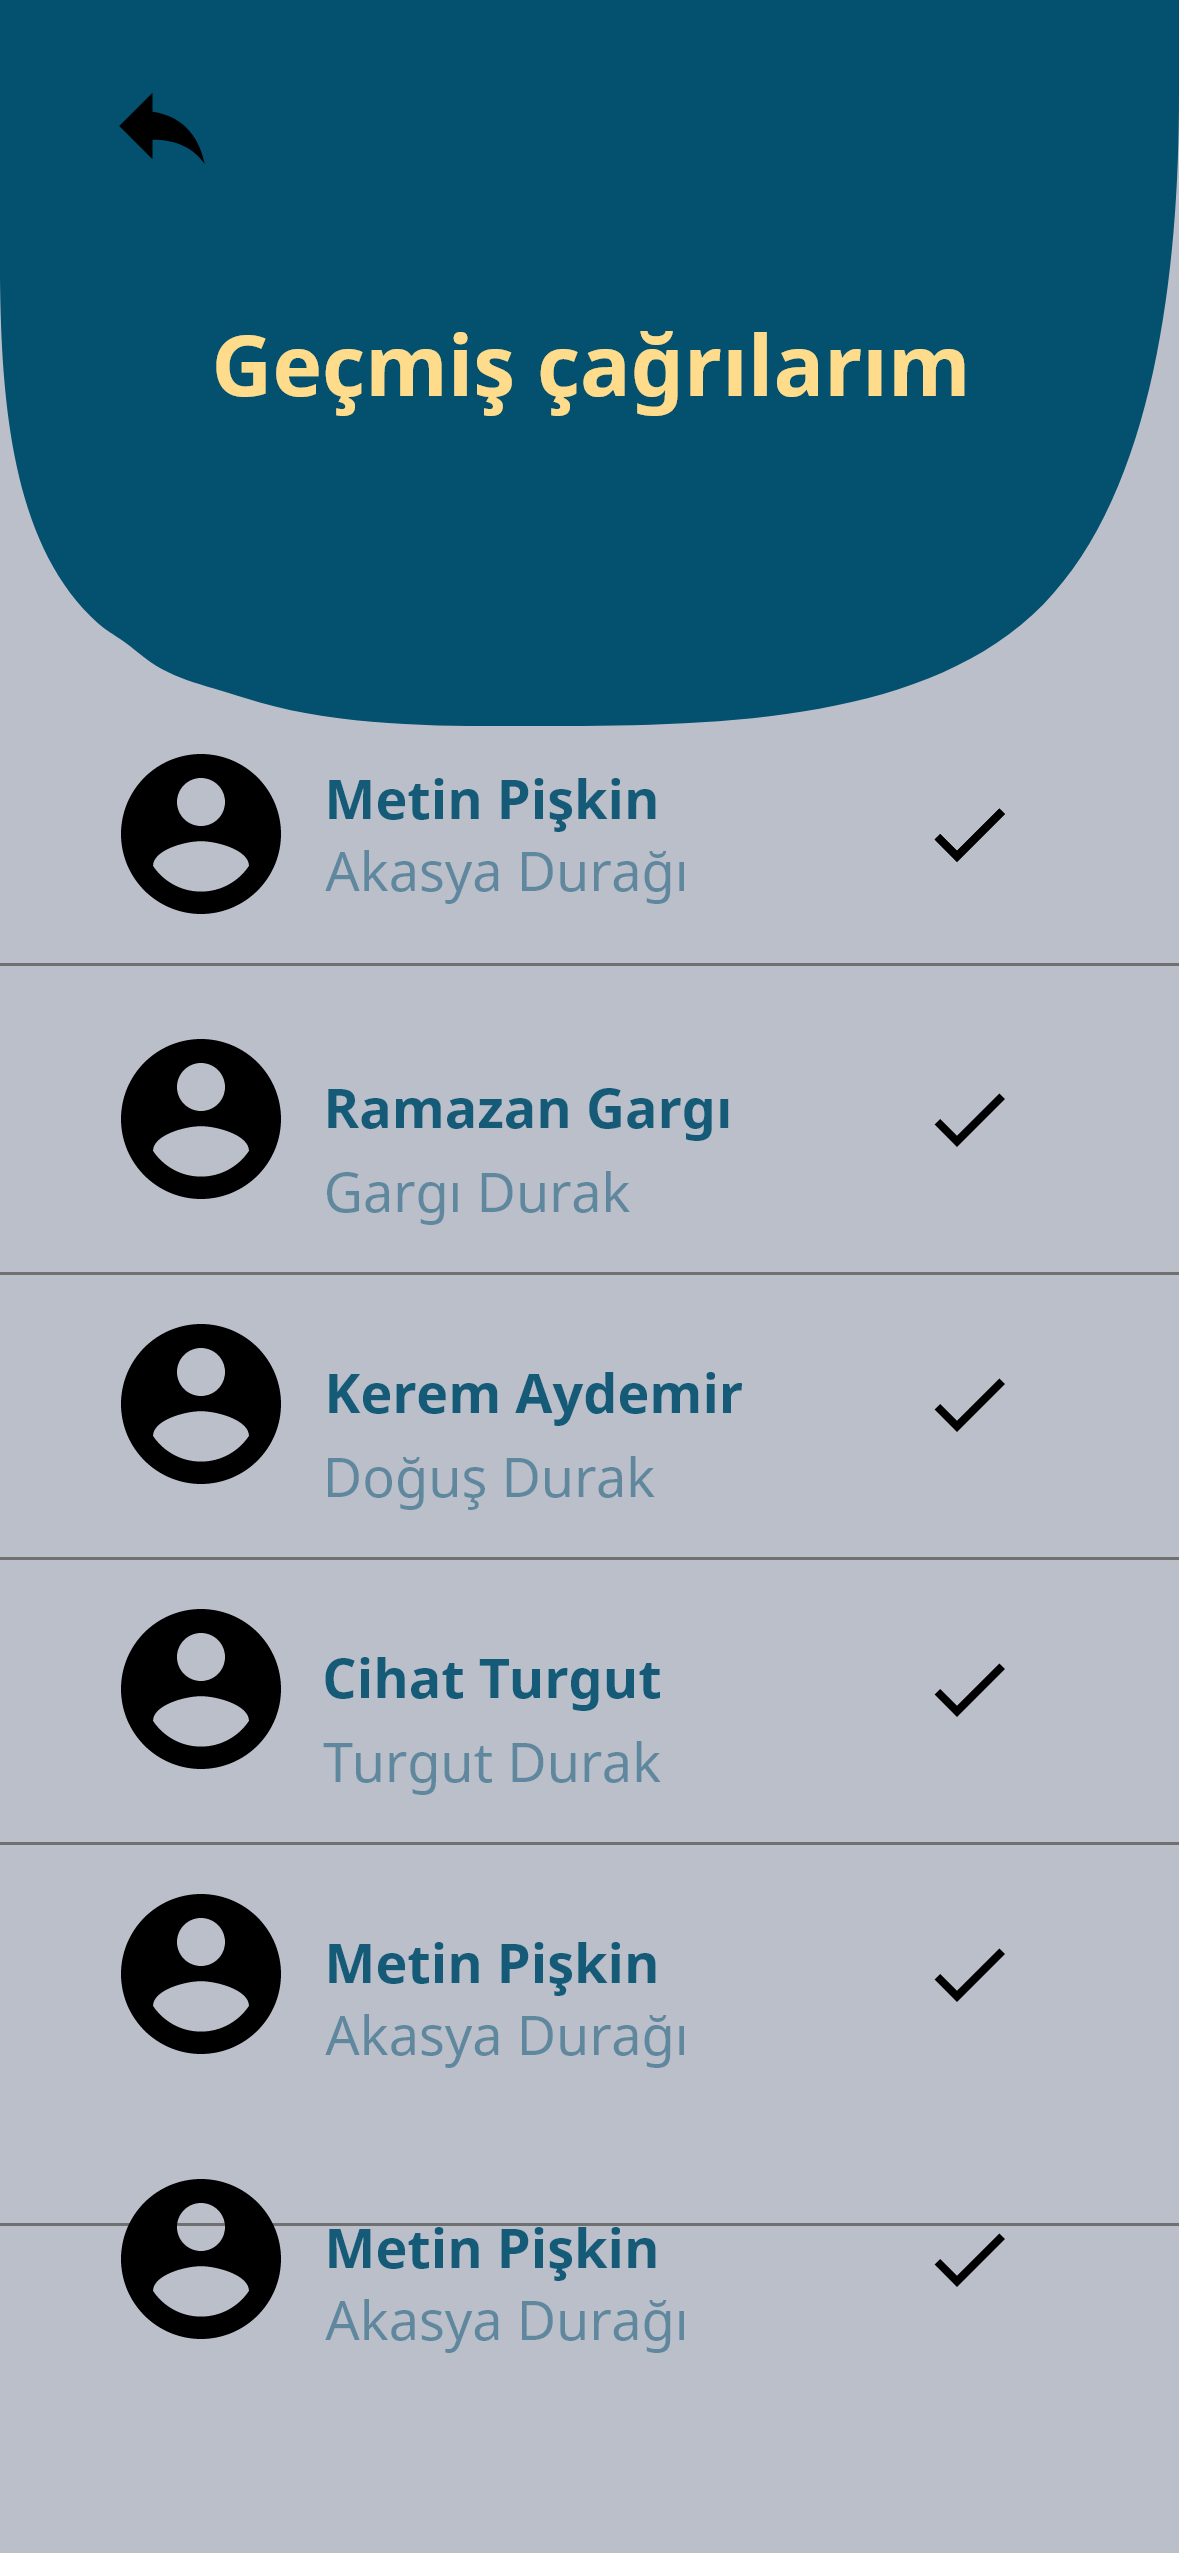 Geçmiş çağrılarım
Metin Pişkin
Akasya Durağı
Ramazan Gargı
Gargı Durak
Kerem Aydemir
Doğuş Durak
Cihat Turgut
Turgut Durak
Metin Pişkin
Akasya Durağı
Metin Pişkin
Akasya Durağı